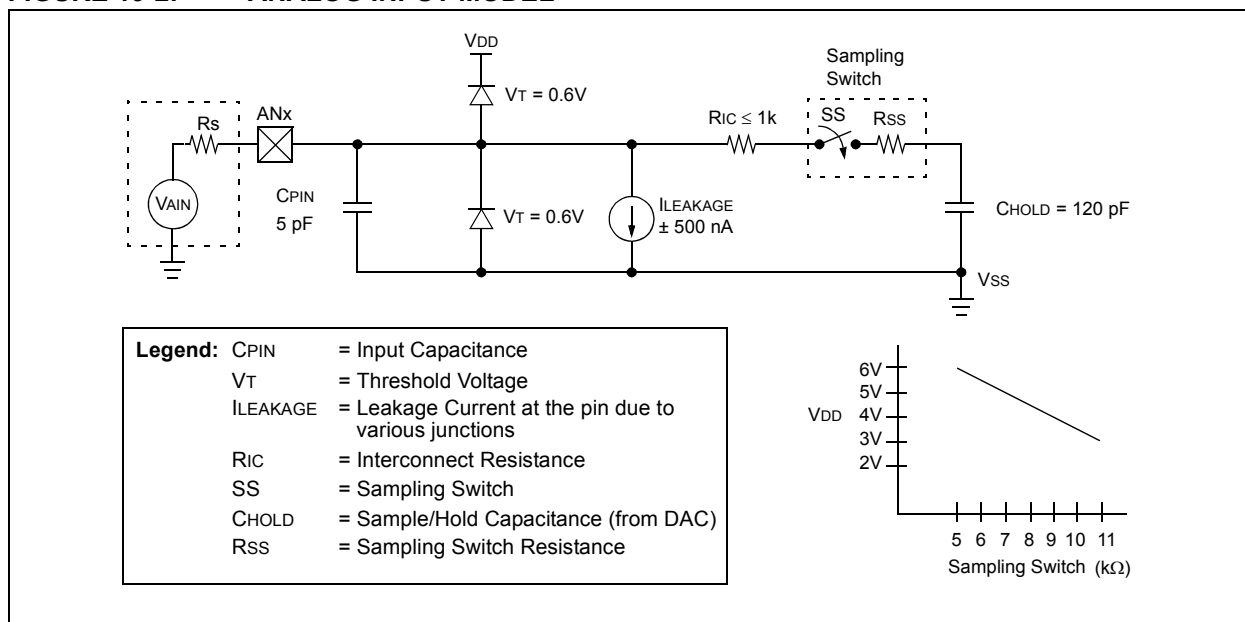 VDD
Sampling
Switch
VT = 0.6V
ANx
RS
RIC ≤ 1k
SS
RSS
VAIN
CPIN
5 pF
VT = 0.6V
ILEAKAGE
± 500 nA
CHOLD = 120 pF
VSS
Legend: CPIN = Input Capacitance
VT = Threshold Voltage
ILEAKAGE = Leakage Current at the pin due to
various junctions
RIC = Interconnect Resistance
SS = Sampling Switch
CHOLD = Sample/Hold Capacitance (from DAC)
RSS = Sampling Switch Resistance
6V
5V
VDD 4V
3V
2V
5 6 7 8 9 10 11
Sampling Switch (kΩ)